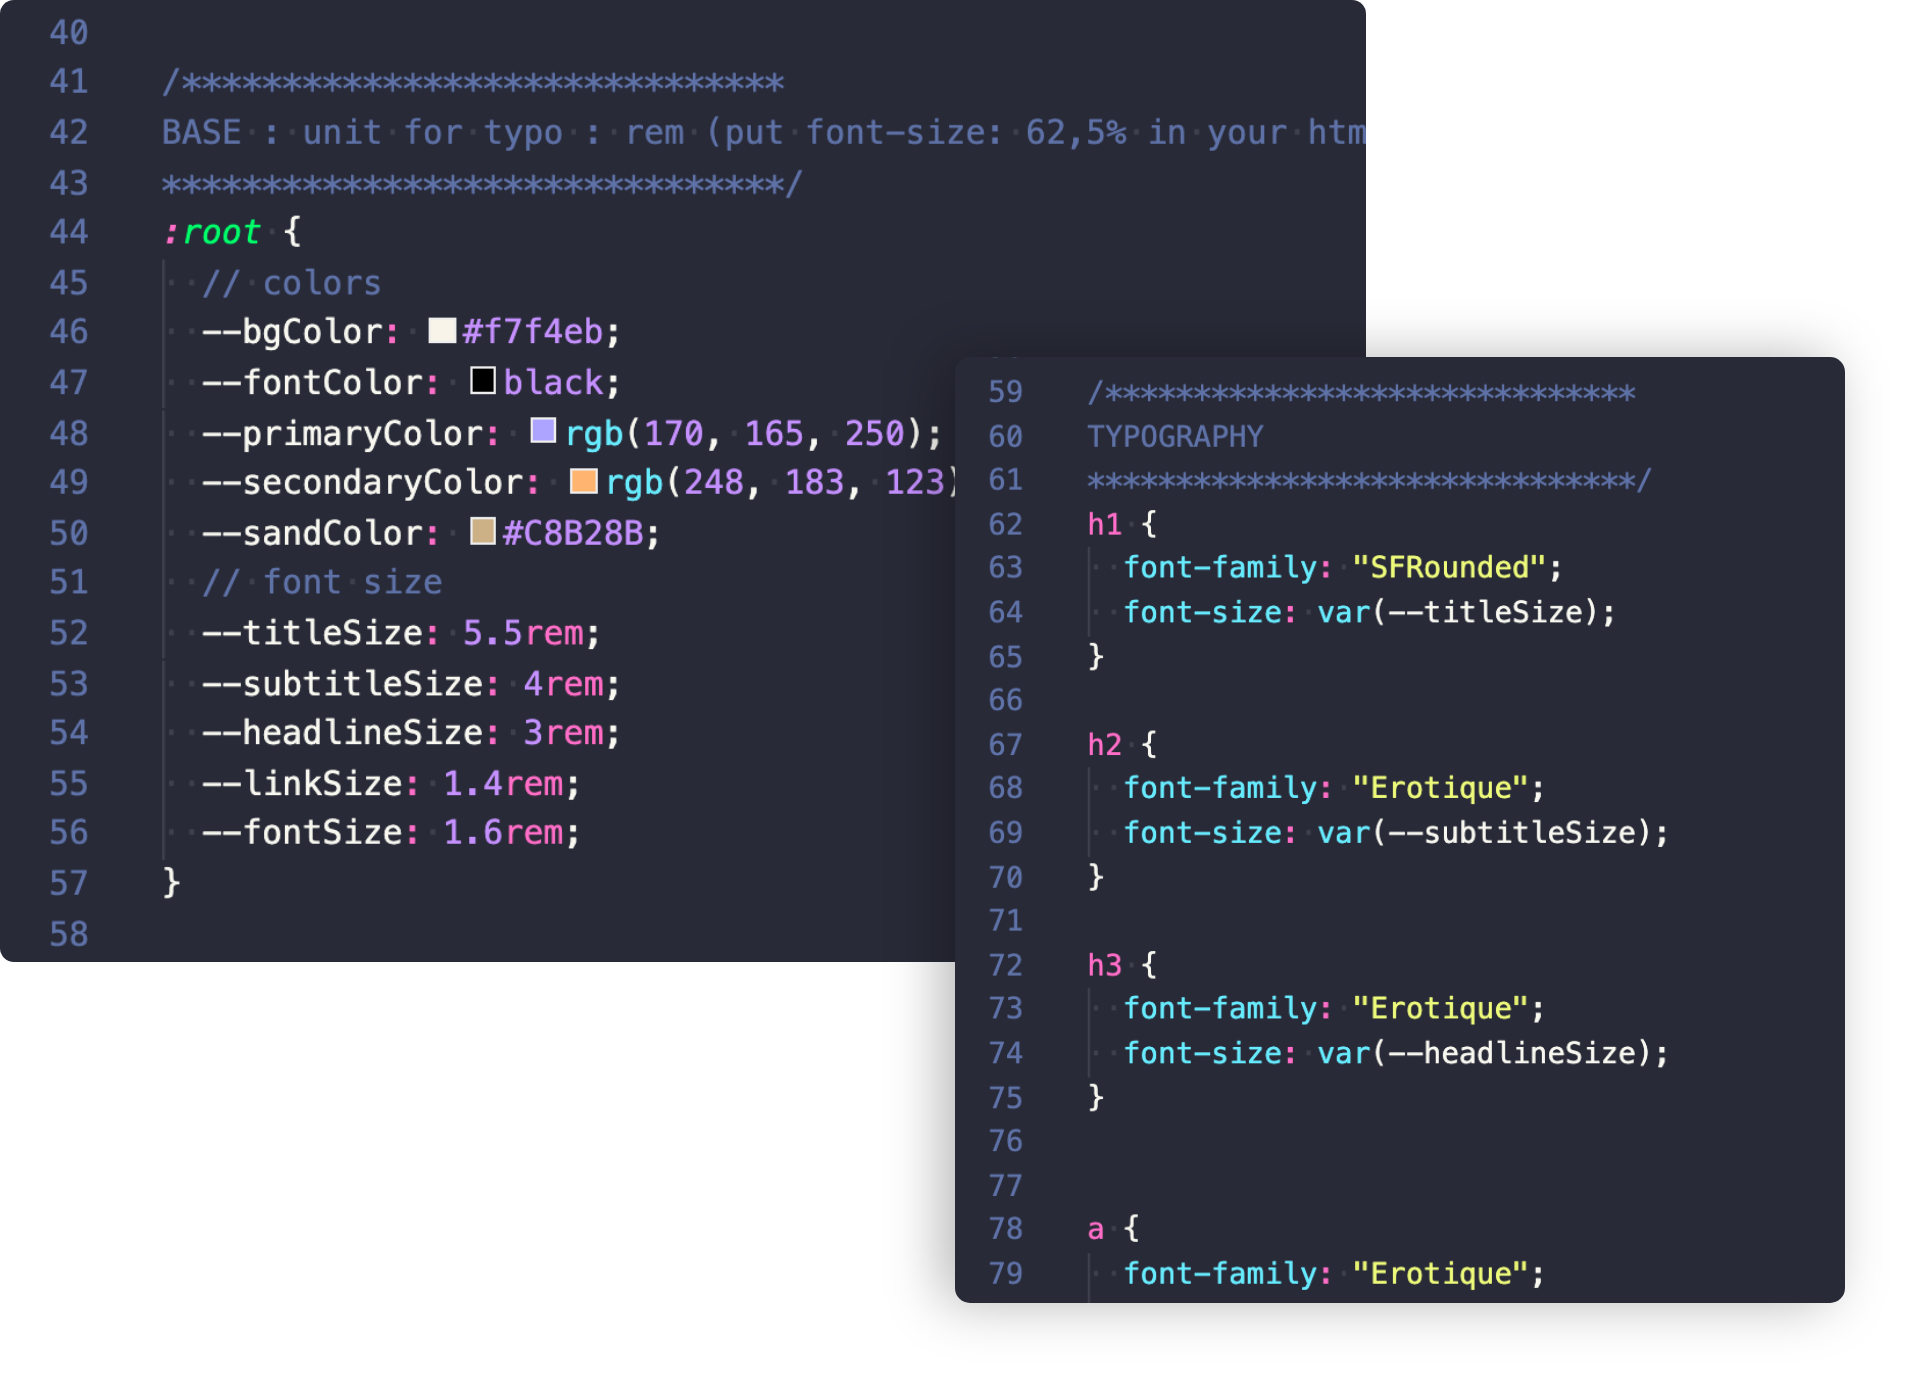 40
41 /******************************
42 BASE : unit for typo : rem (put font-size: 62,5% in your htm
43 *******************************/
44 :root {
45 // colors
46 --bgColor: #f7f4eb;
47 --fontColor: black;
48 --primaryColor: rgb(170, 165, 250);
49 --secondaryColor: rgb(248, 183, 123)
50 --sandColor: #C8B28B;
51 // font size
52 --titleSize: 5.5rem;
53 --subtitleSize: 4rem;
54 --headlineSize: 3rem;
55 --linkSize: 1.4rem;
56 --fontSize: 1.6rem;
57 }
58
59 /******************************
60 TYPOGRAPHY
61 *******************************/
62 h1 {
63 font-family: "SFRounded";
64 font-size: var(--titleSize);
65 }
66
67 h2 {
68 font-family: "Erotique";
69 font-size: var(--subtitleSize);
70 }
71
72 h3 {
73 font-family: "Erotique";
74 font-size: var(--headlineSize);
75 }
76
77
78 a {
79 font-family: "Erotique";